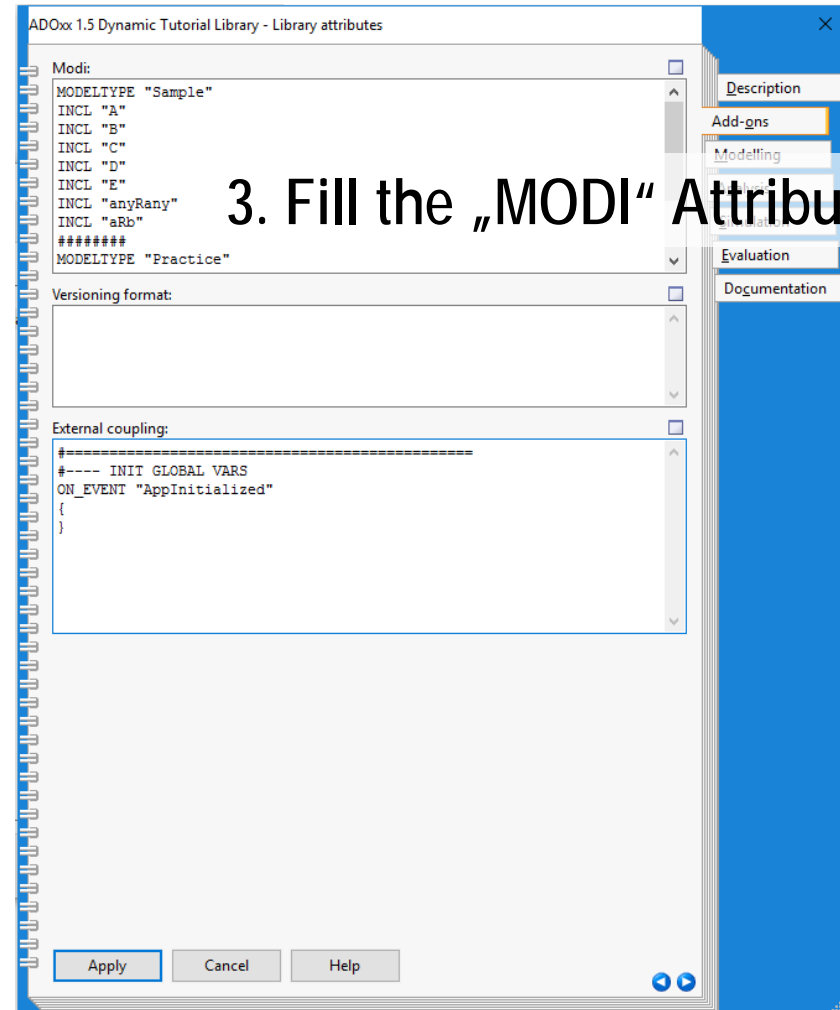 ADOxx 1.5 Dynamic Tutorial Library - Library attributes
Modi:
MODELTYPE "Sample"
INCL "A"
INCL "B"
INCL "C"
INCL "D"
INCL "E"
INCL "anyRany"
INCL "aRb"
########
MODELTYPE "Practice"
3. Fill the „MODI“ Attribu
Versioning format:
External coupling:
#===============================================
#---- INIT GLOBAL VARS
ON_EVENT "AppInitialized"
{
}
Description
Add-ons
Modelling
Analysis
Simulation
Evaluation
Documentation
Apply Cancel Help